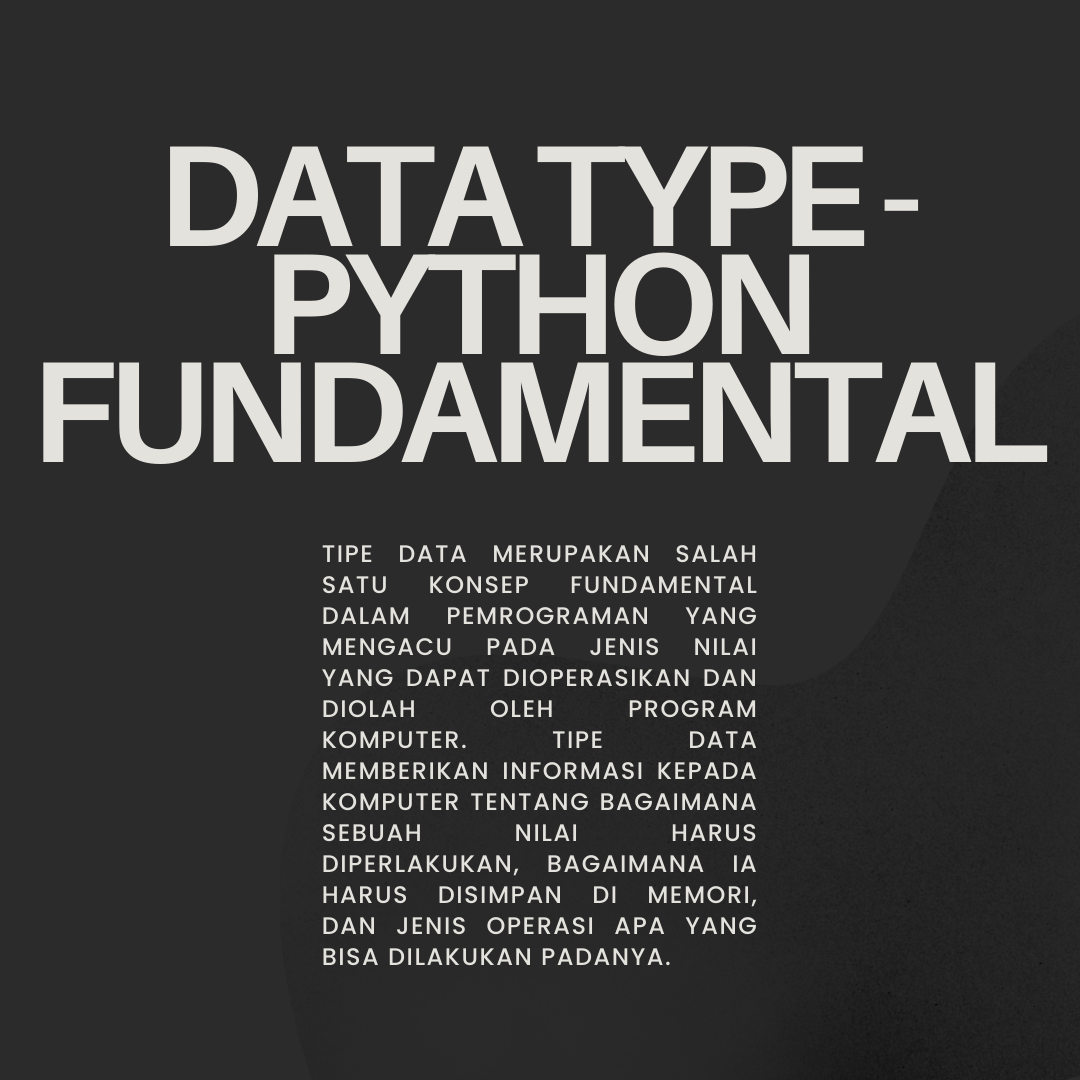 DATA TYPE -
PYTHON
FUNDAMENTAL
TIPE DATA MERUPAKAN SALAH
SATU KONSEP FUNDAMENTAL
DALAM PEMROGRAMAN YANG
MENGACU PADA JENIS NILAI
YANG DAPAT DIOPERASIKAN DAN
DIOLAH OLEH PROGRAM
KOMPUTER. TIPE DATA
MEMBERIKAN INFORMASI KEPADA
KOMPUTER TENTANG BAGAIMANA
SEBUAH NILAI HARUS
DIPERLAKUKAN, BAGAIMANA IA
HARUS DISIMPAN DI MEMORI,
DAN JENIS OPERASI APA YANG
BISA DILAKUKAN PADANYA.